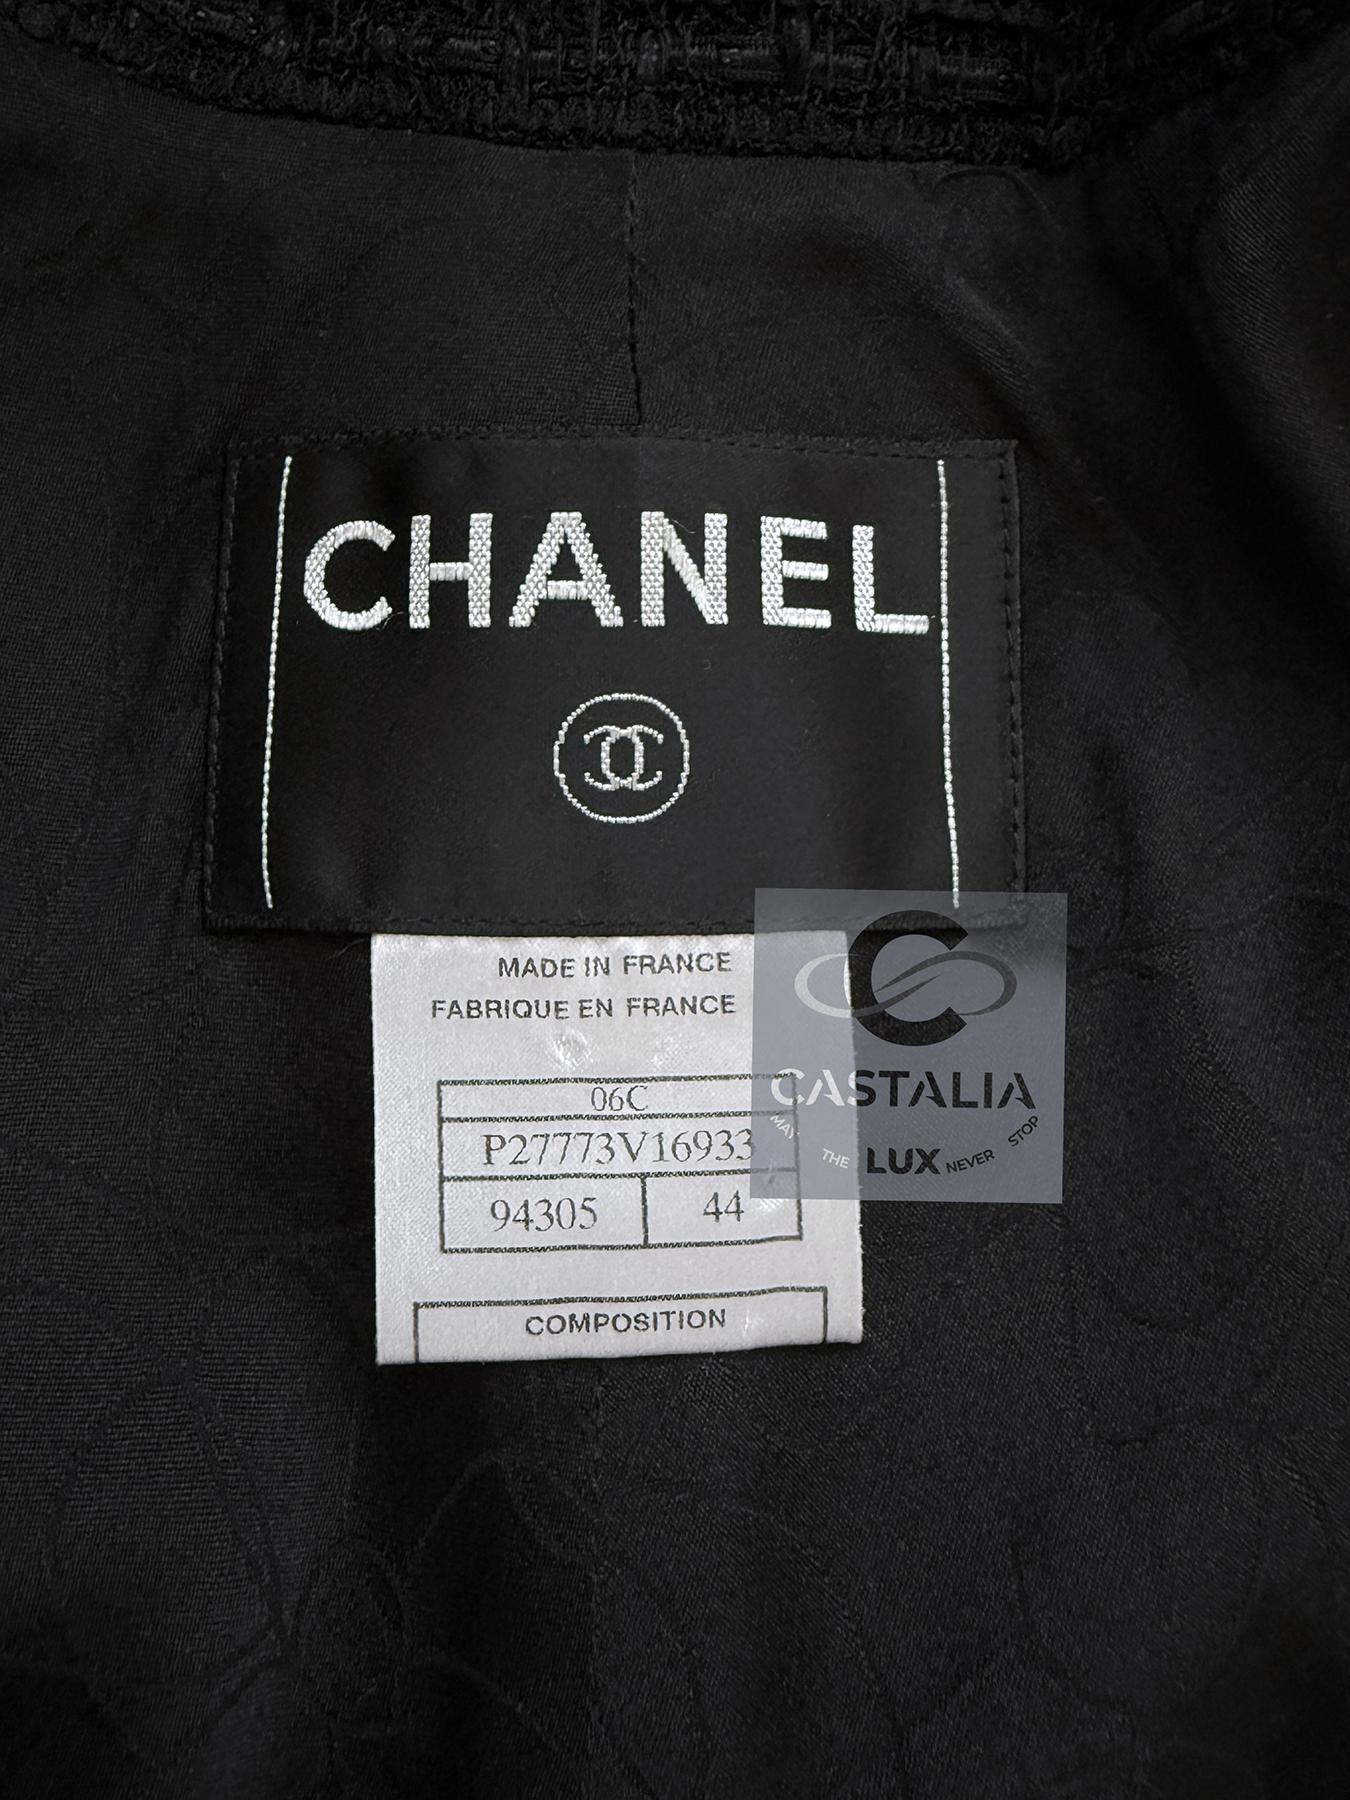 CHANEL
MADE IN FRANCE
FABRIQUE EN FRANCE
06C
P27773V16933
94305 44
COMPOSITION
C
CASTALIA
MAY THE LUX NEVER STOP